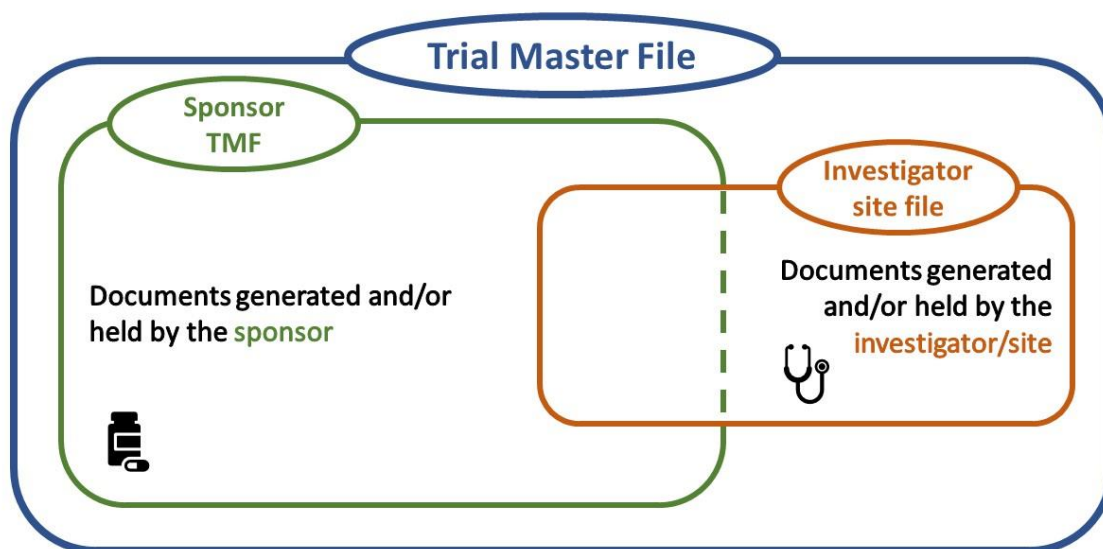 Trial Master File
Sponsor
TMF
Investigator
site file
Documents generated and/or
held by the sponsor
Documents generated
and/or held by the
investigator/site